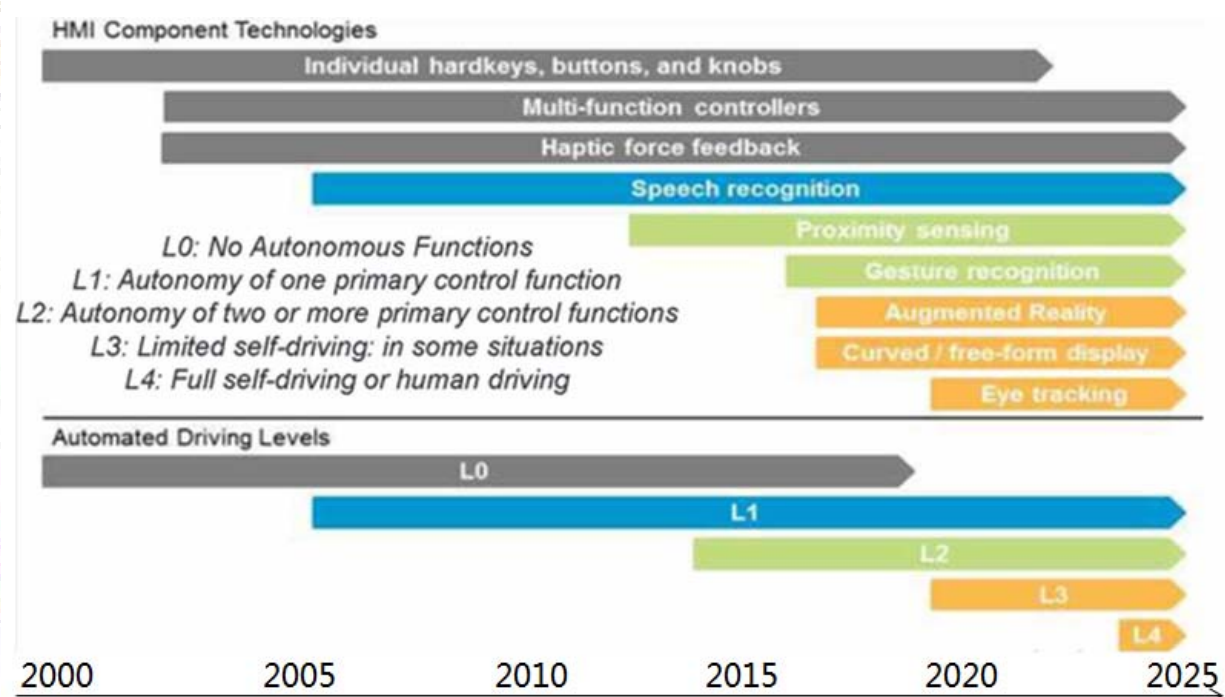 HMI Component Technologies
Individual hardkeys, buttons, and knobs
Multi-function controllers
Haptic force feedback
Speech recognition
Proximity sensing
Gesture recognition
Augmented Reality
Curved / free-form display
Eye tracking
L0: No Autonomous Functions
L1: Autonomy of one primary control function
L2: Autonomy of two or more primary control functions
L3: Limited self-driving: in some situations
L4: Full self-driving or human driving
Automated Driving Levels
L0
L1
L2
L3
L4
2000 2005 2010 2015 2020 2025